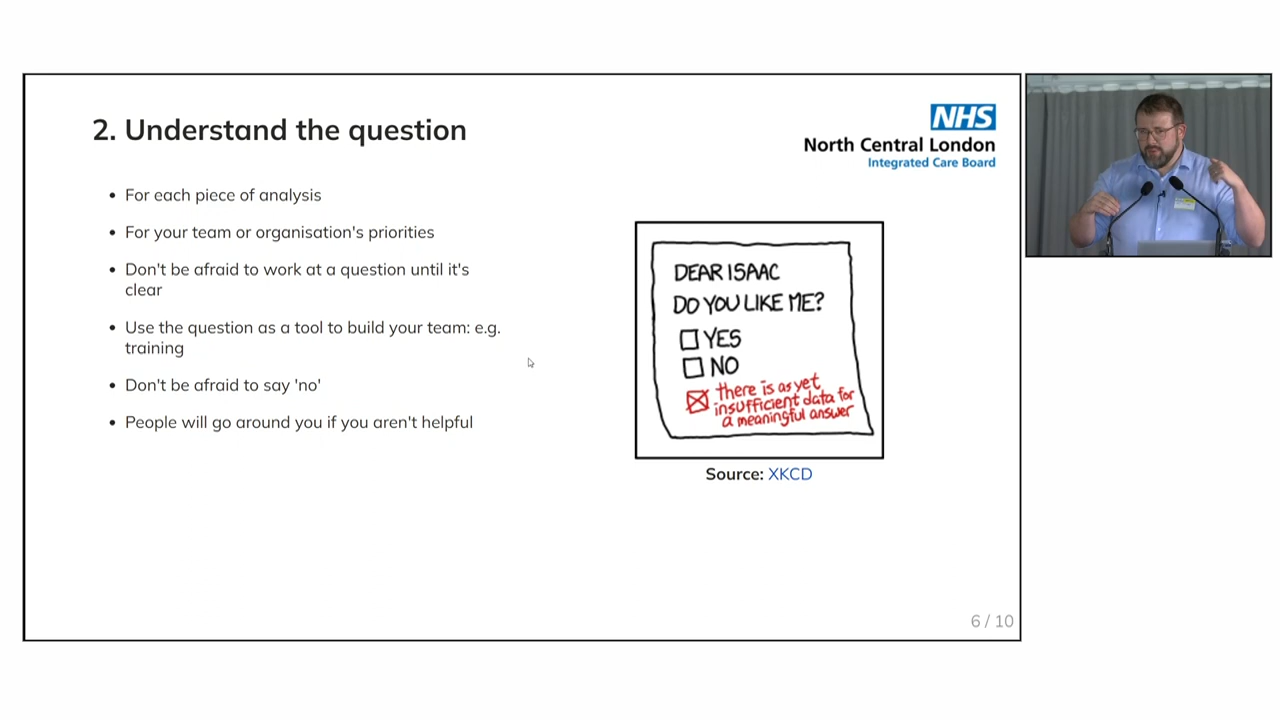 2. Understand the question
NHS
North Central London
Integrated Care Board
• For each piece of analysis
• For your team or organisation's priorities
• Don't be afraid to work at a question until it's
clear
• Use the question as a tool to build your team: e.g.
training
• Don't be afraid to say 'no'
• People will go around you if you aren't helpful
DEAR ISAAC
DO YOU LIKE ME?
YES
NO
there is as yet
insufficient data for
a meaningful answer
Source: XKCD
6 / 10